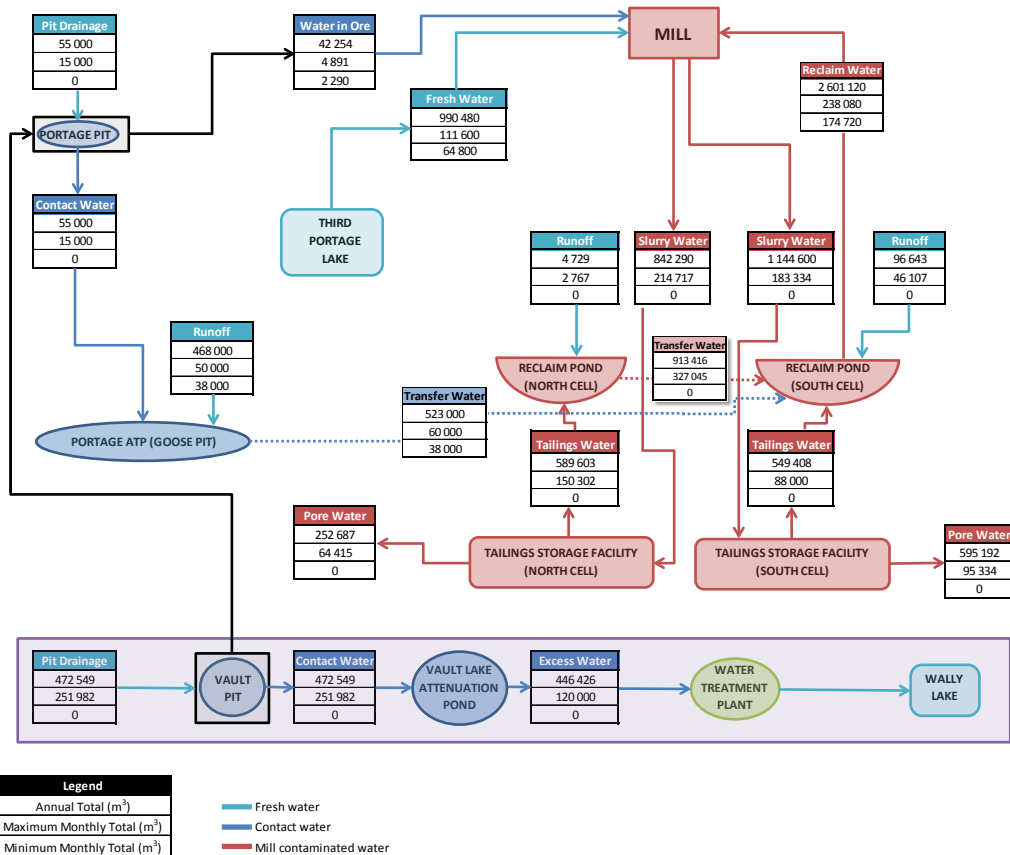 Pit Drainage
55 000
15 000
0
Water in Ore
42 254
4 891
2 290
MILL
Reclaim Water
2 601 120
238 080
174 720
Fresh Water
990 480
111 600
64 800
PORTAGE PIT
Contact Water
55 000
15 000
0
THIRD
PORTAGE
LAKE
Runoff
4 729
2 767
0
Slurry Water
842 290
214 717
0
Slurry Water
1 144 600
183 334
0
Runoff
96 643
46 107
0
Runoff
468 000
50 000
38 000
Transfer Water
913 416
327 045
0
RECLAIM POND
(NORTH CELL)
RECLAIM POND
(SOUTH CELL)
Transfer Water
523 000
60 000
38 000
PORTAGE ATP (GOOSE PIT)
Tailings Water
589 603
150 302
0
Tailings Water
549 408
88 000
0
Pore Water
252 687
64 415
0
TAILINGS STORAGE FACILITY
(NORTH CELL)
TAILINGS STORAGE FACILITY
(SOUTH CELL)
Pore Water
595 192
95 334
0
Pit Drainage
472 549
251 982
0
VAULT
PIT
Contact Water
472 549
251 982
0
VAULT LAKE
ATTENUATION
POND
Excess Water
446 426
120 000
0
WATER
TREATMENT
PLANT
WALLY
LAKE
Legend
Annual Total (m³)
Maximum Monthly Total (m³)
Minimum Monthly Total (m³)
Fresh water
Contact water
Mill contaminated water